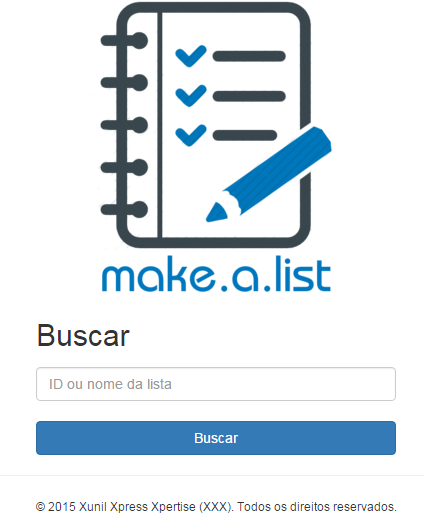 make.a.list
Buscar
ID ou nome da lista
Buscar
© 2015 Xunil Xpress Xpertise (XXX). Todos os direitos reservados.